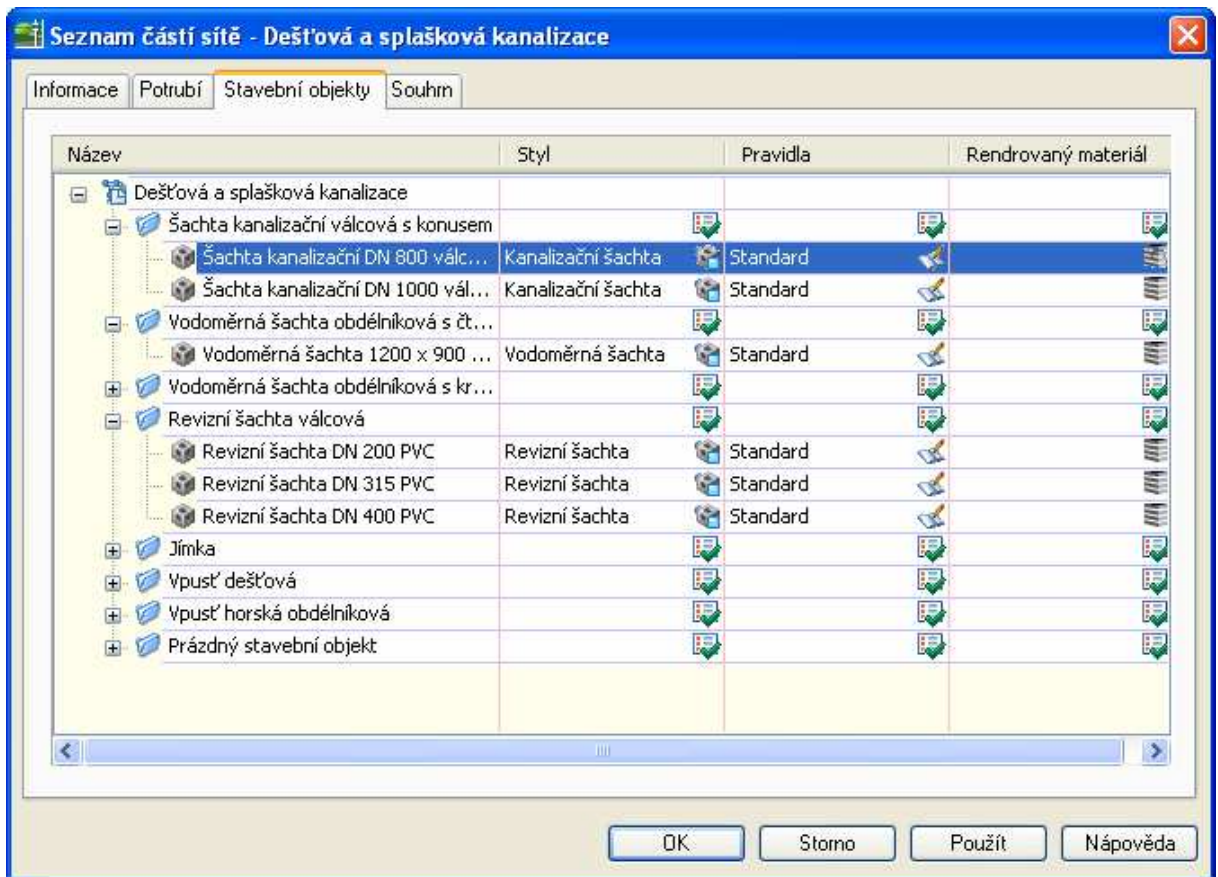 Seznam částí sítě - Dešťová a splašková kanalizace
Informace Potrubí Stavební objekty Souhrn
Název Styl Pravidla Rendrovaný materiál
Dešťová a splašková kanalizace
Šachta kanalizační válcová s konusem
Šachta kanalizační DN 800 válc... Kanalizační šachta Standard
Šachta kanalizační DN 1000 vál... Kanalizační šachta Standard
Vodoměrná šachta obdélníková s čt...
Vodoměrná šachta 1200 x 900 ... Vodoměrná šachta Standard
Vodoměrná šachta obdélníková s kr...
Revizní šachta válcová
Revizní šachta DN 200 PVC Revizní šachta Standard
Revizní šachta DN 315 PVC Revizní šachta Standard
Revizní šachta DN 400 PVC Revizní šachta Standard
Jímka
Vpusť dešťová
Vpusť horská obdélníková
Prázdný stavební objekt
OK Storno Použít Nápověda